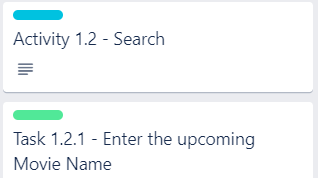 Activity 1.2 - Search
Task 1.2.1 - Enter the upcoming
Movie Name